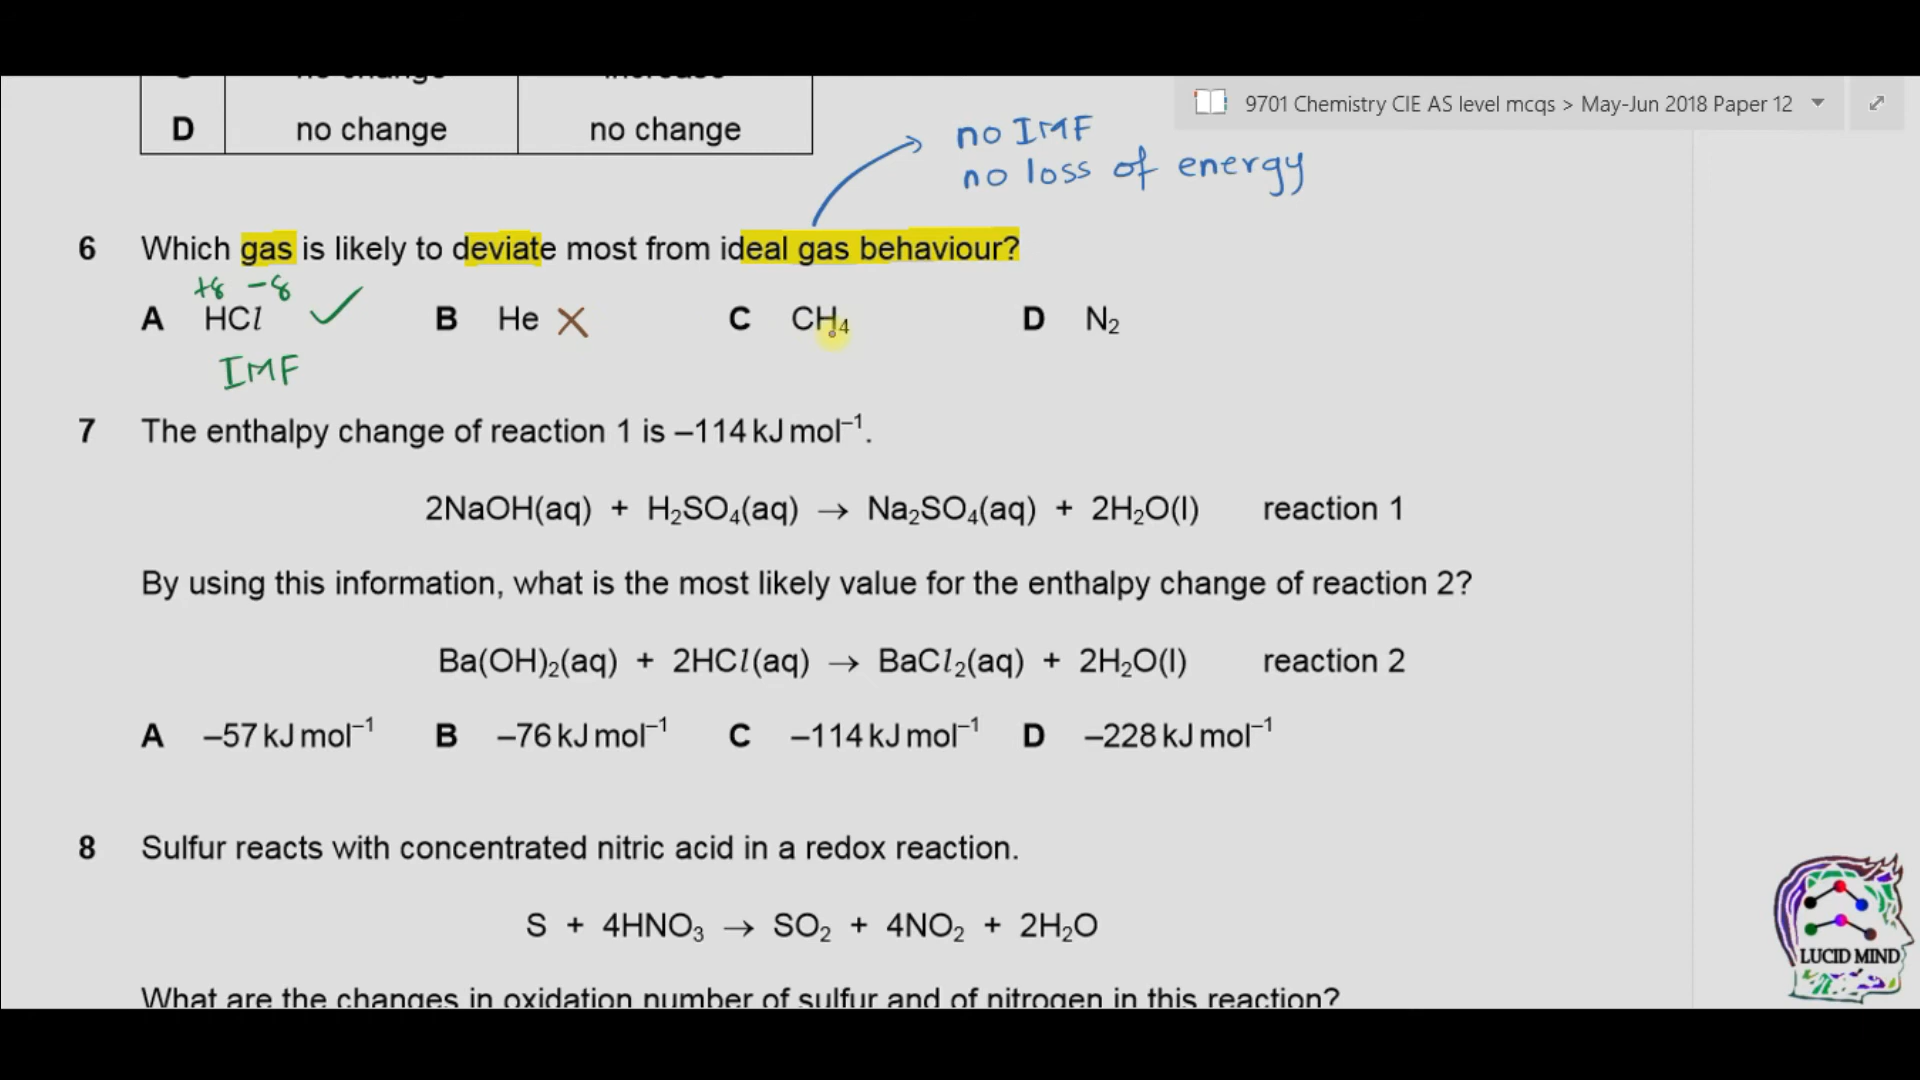 no change increase
D no change no change
9701 Chemistry CIE AS level mcqs > May-Jun 2018 Paper 12
no IMF
no loss of energy
6 Which gas is likely to deviate most from ideal gas behaviour?
+δ -δ
A HCl ✓ B He X C CH₄ D N₂
IMF
7 The enthalpy change of reaction 1 is –114 kJ mol⁻¹.
2NaOH(aq) + H₂SO₄(aq) → Na₂SO₄(aq) + 2H₂O(l) reaction 1
By using this information, what is the most likely value for the enthalpy change of reaction 2?
Ba(OH)₂(aq) + 2HCl(aq) → BaCl₂(aq) + 2H₂O(l) reaction 2
A –57 kJ mol⁻¹ B –76 kJ mol⁻¹ C –114 kJ mol⁻¹ D –228 kJ mol⁻¹
8 Sulfur reacts with concentrated nitric acid in a redox reaction.
S + 4HNO₃ → SO₂ + 4NO₂ + 2H₂O
LUCID MIND
What are the changes in oxidation number of sulfur and of nitrogen in this reaction?